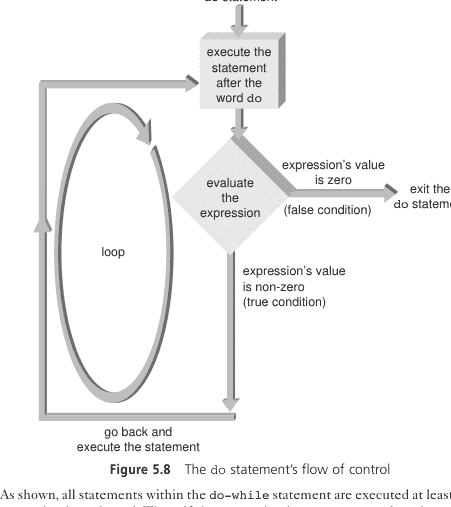 execute the
statement
after the
word do
expression's value
is zero
evaluate
the
expression
exit the
(false condition)
do
loop
expression's value
is non-zero
(true condition)
go back and
execute the statement
Figure 5.8 The do statement's flow of control
As shown, all statements within the do-while statement are executed at least